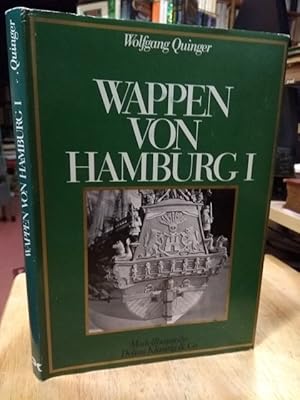 Wolfgang Quinger
WAPPEN
VON
HAMBURG I
Delius Klasing & Co
Quinger
WAPPEN VON HAMBURG I